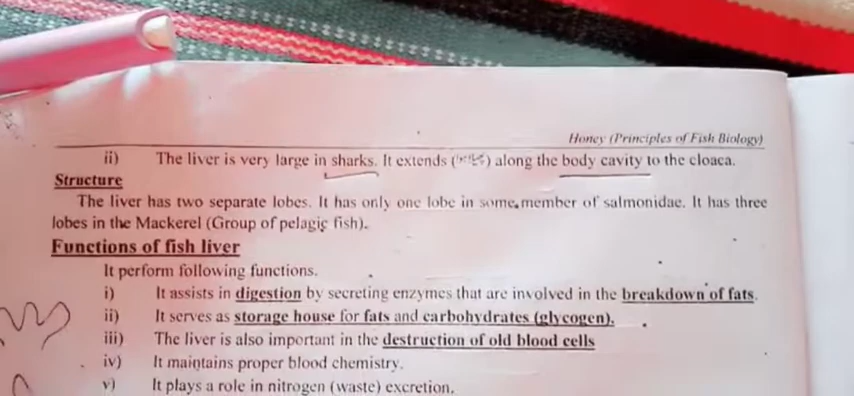 Honey (Principles of Fish Biology)
ii) The liver is very large in sharks. It extends () along the body cavity to the cloaca.
Structure
The liver has two separate lobes. It has only one lobe in some member of salmonidae. It has three
lobes in the Mackerel (Group of pelagic fish).
Functions of fish liver
It perform following functions.
i) It assists in digestion by secreting enzymes that are involved in the breakdown of fats.
ii) It serves as storage house for fats and carbohydrates (glycogen).
iii) The liver is also important in the destruction of old blood cells
iv) It maintains proper blood chemistry.
v) It plays a role in nitrogen (waste) excretion.